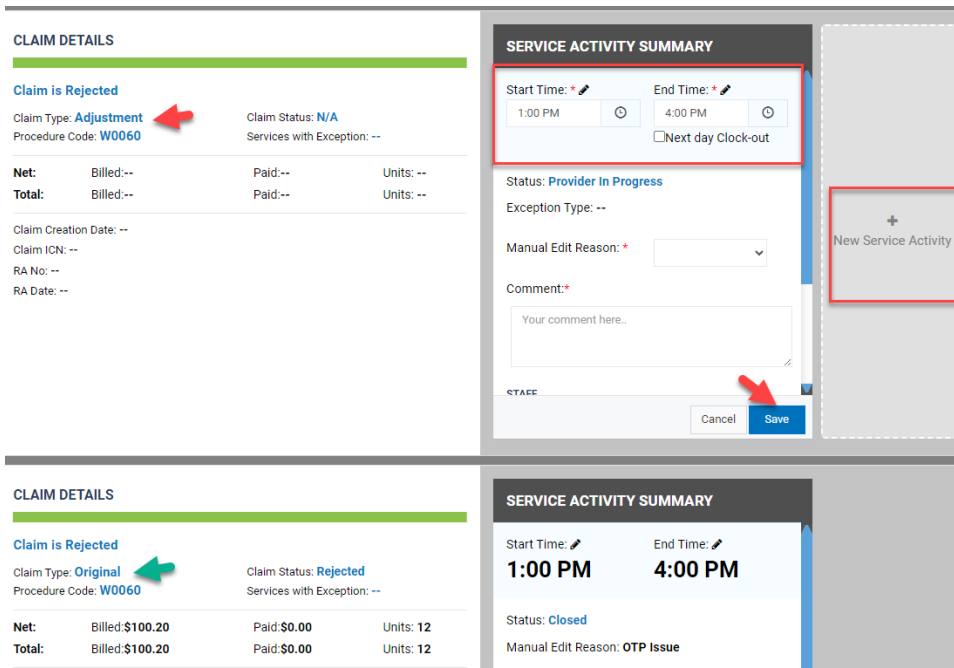 CLAIM DETAILS
Claim is Rejected
Claim Type: Adjustment
Claim Status: N/A
Procedure Code: W0060
Services with Exception: --
Net: Billed:-- Paid:-- Units: --
Total: Billed:-- Paid:-- Units: --
Claim Creation Date: --
Claim ICN: --
RA No: --
RA Date: --
SERVICE ACTIVITY SUMMARY
Start Time: * End Time: *
1:00 PM 4:00 PM
Next day Clock-out
Status: Provider In Progress
Exception Type: --
Manual Edit Reason: *
Comment:*
Your comment here..
STAFF
Cancel Save
+
New Service Activity
CLAIM DETAILS
Claim is Rejected
Claim Type: Original
Claim Status: Rejected
Procedure Code: W0060
Services with Exception: --
Net: Billed:$100.20 Paid:$0.00 Units: 12
Total: Billed:$100.20 Paid:$0.00 Units: 12
SERVICE ACTIVITY SUMMARY
Start Time: End Time:
1:00 PM 4:00 PM
Status: Closed
Manual Edit Reason: OTP Issue